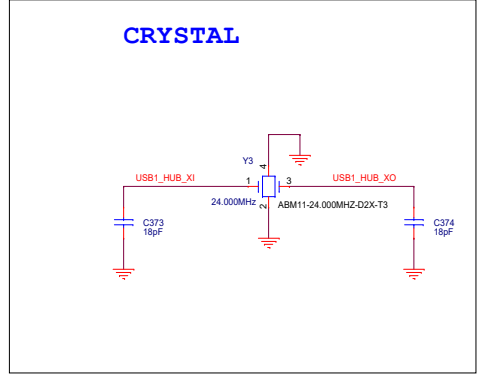 CRYSTAL
Y3
4
USB1_HUB_XI
1
3
USB1_HUB_XO
24.000MHz
2
ABM11-24.000MHZ-D2X-T3
C373
18pF
C374
18pF